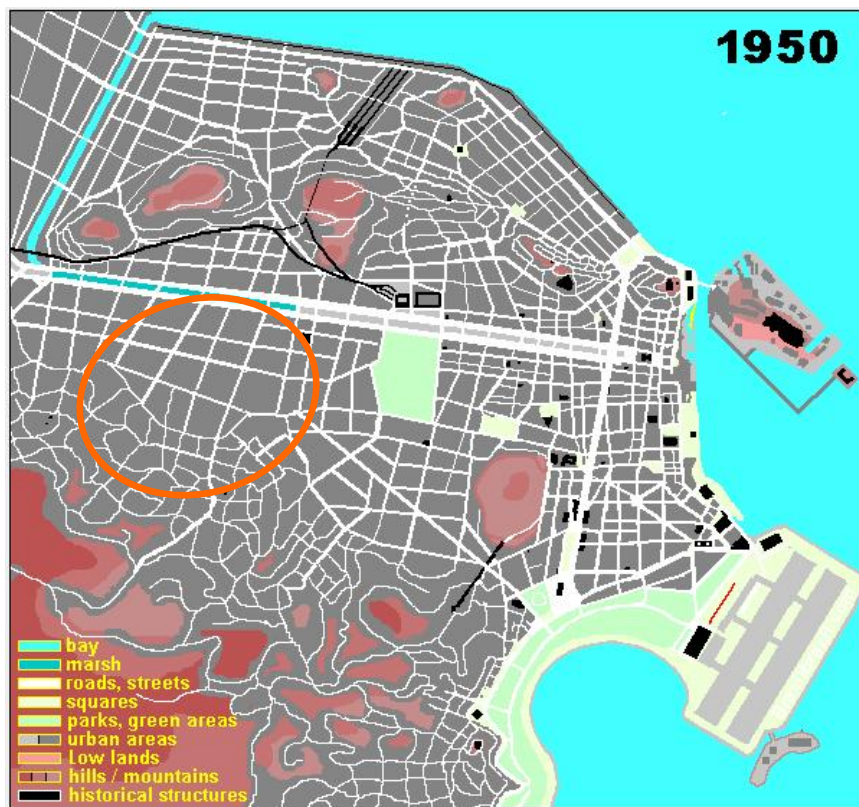 1950
bay
marsh
roads, streets
squares
parks, green areas
urban areas
Low lands
hills / mountains
historical structures